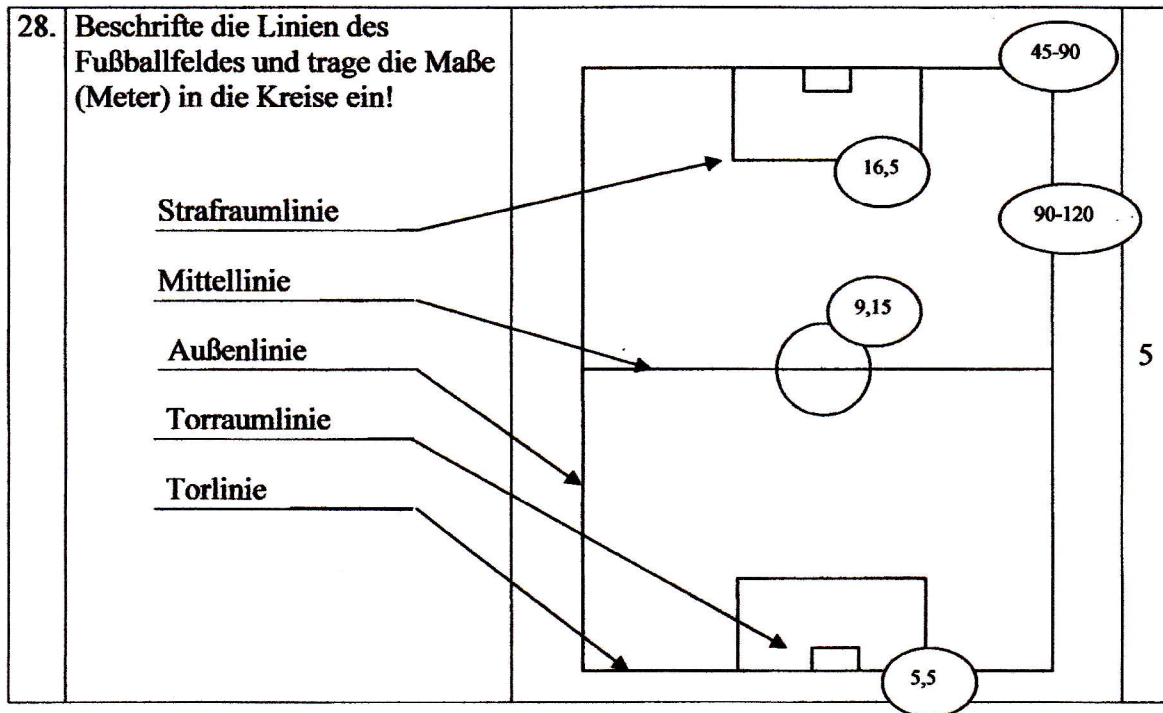 28. Beschrifte die Linien des
Fußballfeldes und trage die Maße
(Meter) in die Kreise ein!
45-90
16,5
Strafraumlinie
90-120
Mittellinie
9,15
Außenlinie
5
Torraumlinie
Torlinie
5,5